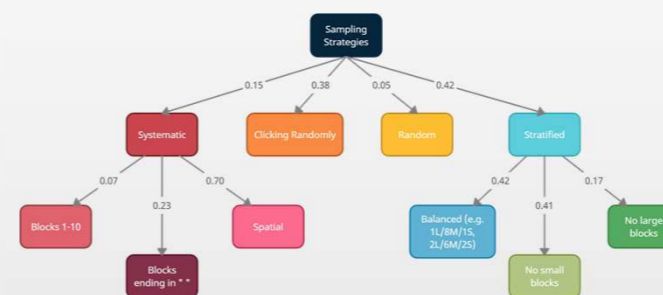 Sampling
Strategies
0.15
0.38
0.05
0.42
Systematic
Clicking Randomly
Random
Stratified
0.07
0.23
0.70
0.42
0.41
0.17
Blocks 1-10
Spatial
Balanced (e.g.
1L/8M/1S,
2L/6M/2S)
No large
blocks
Blocks
ending in " "
No small
blocks